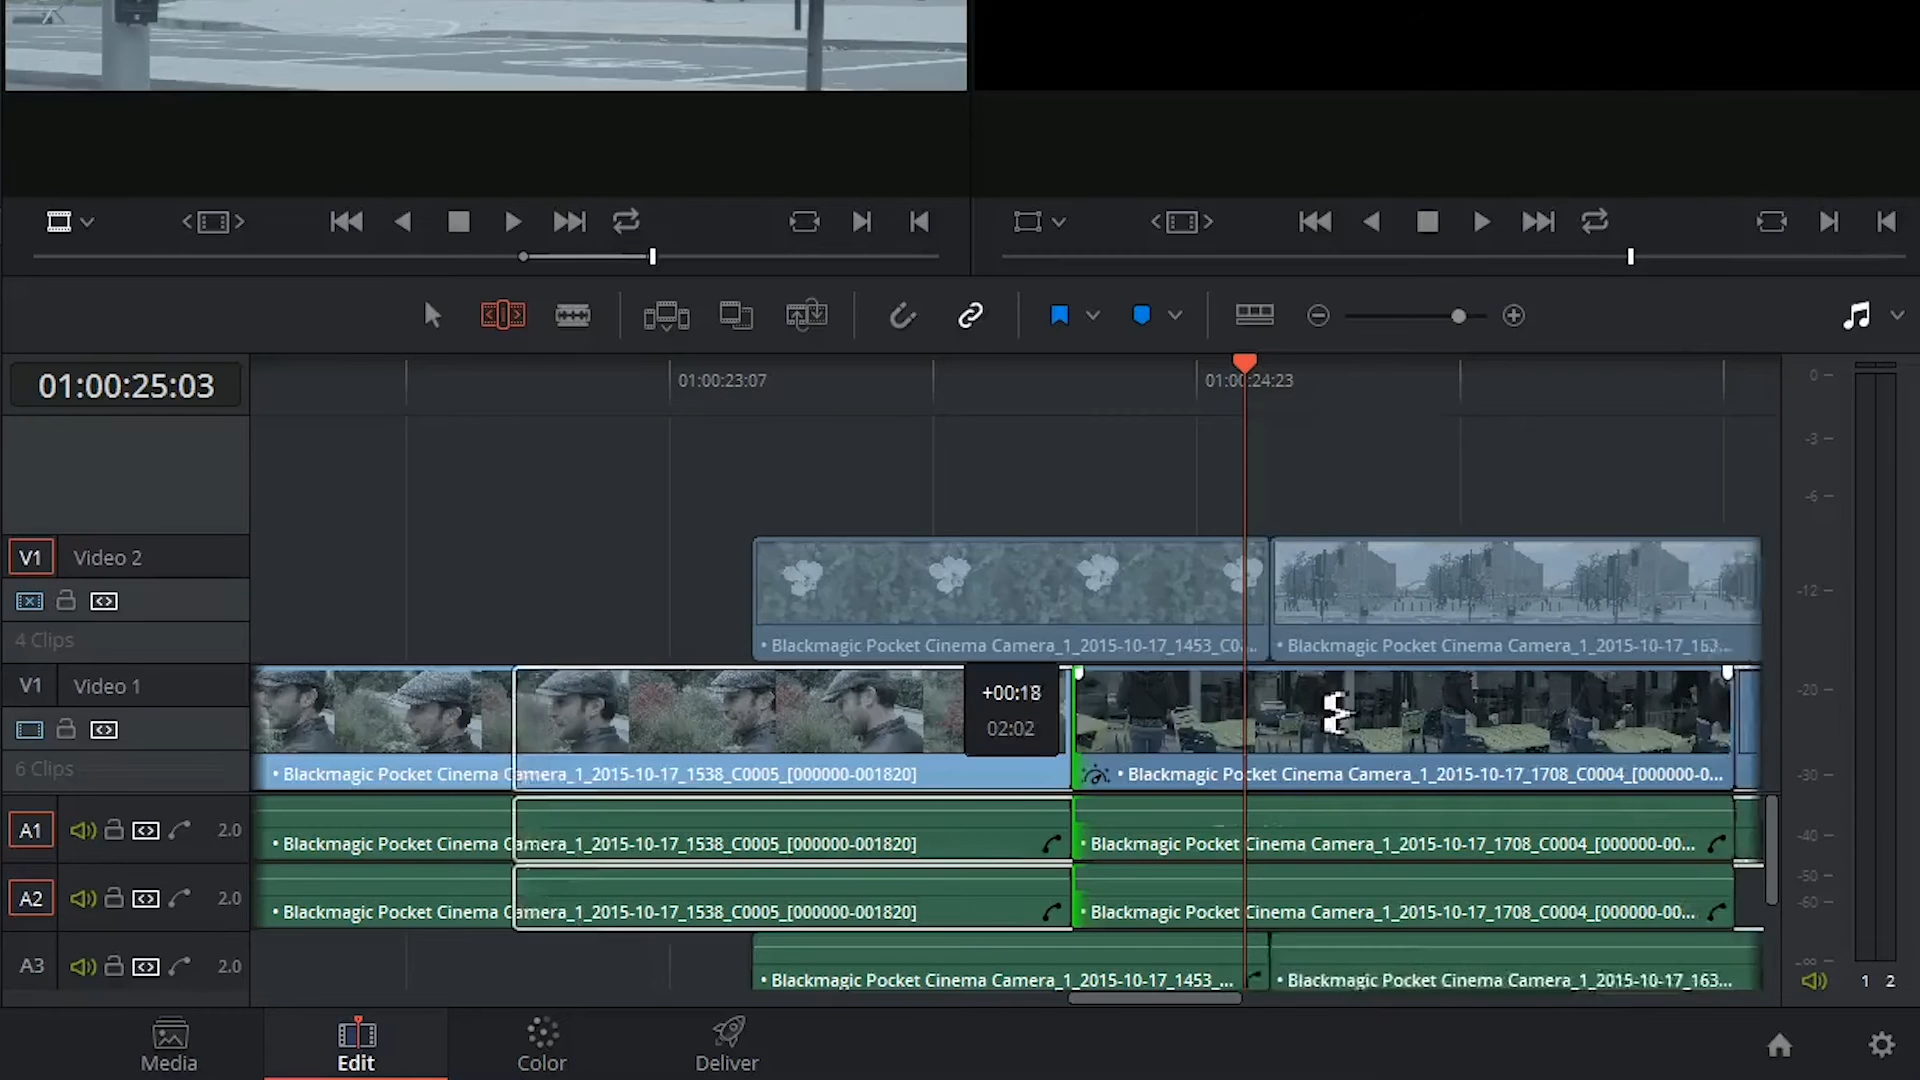 01:00:25:03
01:00:23:07
01:00:24:23
0
-3
-6
-12
-20
-30
-40
-50
-60
-∞
V1 Video 2
4 Clips
• Blackmagic Pocket Cinema Camera_1_2015-10-17_1453_C0...
• Blackmagic Pocket Cinema Camera_1_2015-10-17_163...
V1 Video 1
6 Clips
+00:18
02:02
• Blackmagic Pocket Cinema Camera_1_2015-10-17_1538_C0005_[000000-001820]
• Blackmagic Pocket Cinema Camera_1_2015-10-17_1708_C0004_[000000-0...
A1 2.0
• Blackmagic Pocket Cinema Camera_1_2015-10-17_1538_C0005_[000000-001820]
• Blackmagic Pocket Cinema Camera_1_2015-10-17_1708_C0004_[000000-00...
A2 2.0
• Blackmagic Pocket Cinema Camera_1_2015-10-17_1538_C0005_[000000-001820]
• Blackmagic Pocket Cinema Camera_1_2015-10-17_1708_C0004_[000000-00...
A3 2.0
• Blackmagic Pocket Cinema Camera_1_2015-10-17_1453_...
• Blackmagic Pocket Cinema Camera_1_2015-10-17_163...
1 2
Media
Edit
Color
Deliver